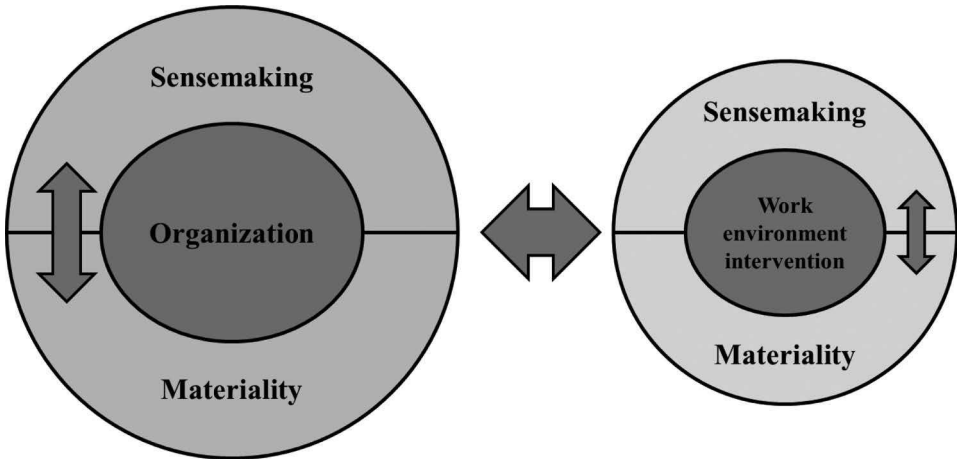 Sensemaking
Organization
Materiality
Sensemaking
Work
environment
intervention
Materiality